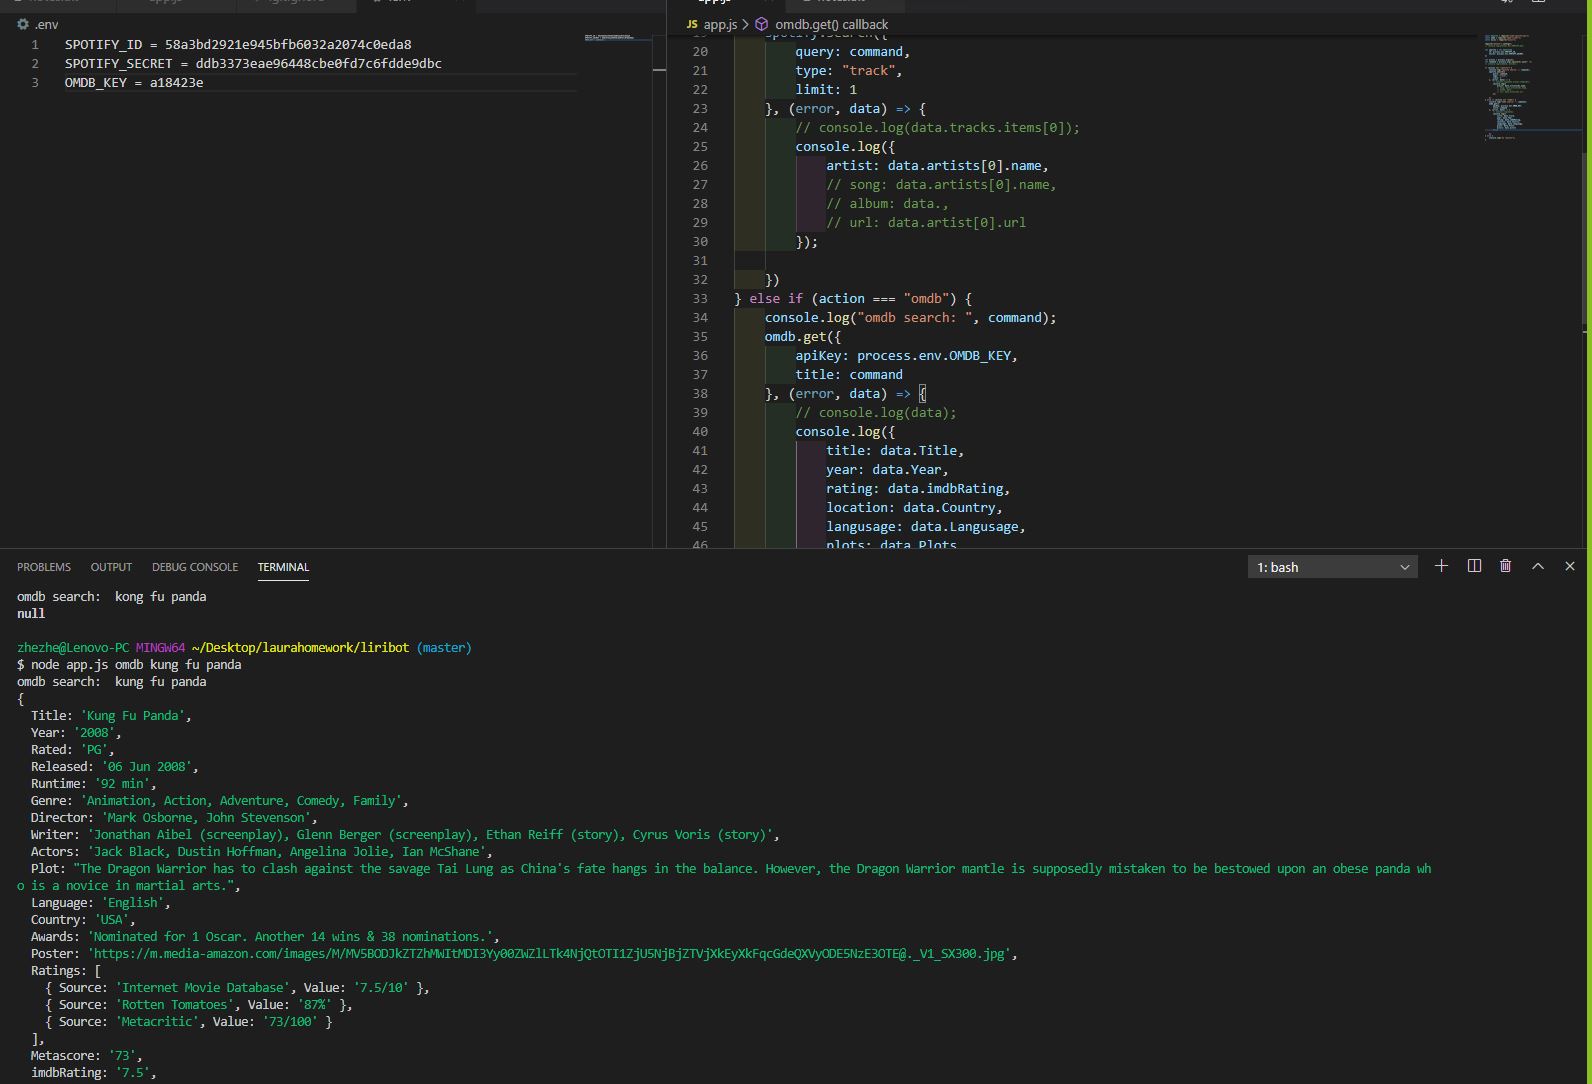 .env
1 SPOTIFY_ID = 58a3bd2921e945bfb6032a2074c0eda8
2 SPOTIFY_SECRET = ddb3373eae96448cbe0fd7c6fdde9dbc
3 OMDB_KEY = a18423e
JS app.js > omdb.get() callback
20 query: command,
21 type: "track",
22 limit: 1
23 }, (error, data) => {
24 // console.log(data.tracks.items[0]);
25 console.log({
26 artist: data.artists[0].name,
27 // song: data.artists[0].name,
28 // album: data.,
29 // url: data.artist[0].url
30 });
31
32 })
33 } else if (action === "omdb") {
34 console.log("omdb search: ", command);
35 omdb.get({
36 apiKey: process.env.OMDB_KEY,
37 title: command
38 }, (error, data) => {
39 // console.log(data);
40 console.log({
41 title: data.Title,
42 year: data.Year,
43 rating: data.imdbRating,
44 location: data.Country,
45 langusage: data.Langusage,
46 plots: data.Plots
PROBLEMS OUTPUT DEBUG CONSOLE TERMINAL 1: bash
omdb search:  kong fu panda
null
zhezhe@Lenovo-PC MINGW64 ~/Desktop/laurahomework/liribot (master)
$ node app.js omdb kung fu panda
omdb search:  kung fu panda
{
Title: 'Kung Fu Panda',
Year: '2008',
Rated: 'PG',
Released: '06 Jun 2008',
Runtime: '92 min',
Genre: 'Animation, Action, Adventure, Comedy, Family',
Director: 'Mark Osborne, John Stevenson',
Writer: 'Jonathan Aibel (screenplay), Glenn Berger (screenplay), Ethan Reiff (story), Cyrus Voris (story)',
Actors: 'Jack Black, Dustin Hoffman, Angelina Jolie, Ian McShane',
Plot: "The Dragon Warrior has to clash against the savage Tai Lung as China's fate hangs in the balance. However, the Dragon Warrior mantle is supposedly mistaken to be bestowed upon an obese panda wh
o is a novice in martial arts.",
Language: 'English',
Country: 'USA',
Awards: 'Nominated for 1 Oscar. Another 14 wins & 38 nominations.',
Poster: 'https://m.media-amazon.com/images/M/MV5BODJkZTZhMWItMDI3Yy00ZWZlLTk4NjQtOTI1ZjU5NjBjZTVjXkEyXkFqcGdeQXVyODE5NzE3OTE@._V1_SX300.jpg',
Ratings: [
{ Source: 'Internet Movie Database', Value: '7.5/10' },
{ Source: 'Rotten Tomatoes', Value: '87%' },
{ Source: 'Metacritic', Value: '73/100' }
],
Metascore: '73',
imdbRating: '7.5',